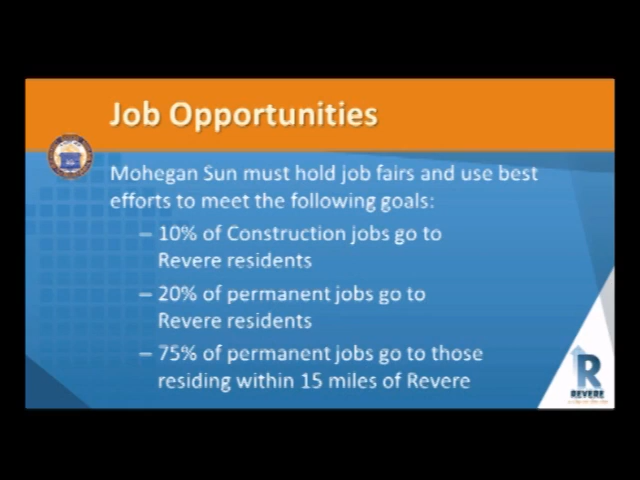 Job Opportunities
Mohegan Sun must hold job fairs and use best
efforts to meet the following goals:
– 10% of Construction jobs go to
Revere residents
– 20% of permanent jobs go to
Revere residents
– 75% of permanent jobs go to those
residing within 15 miles of Revere
R
REVERE